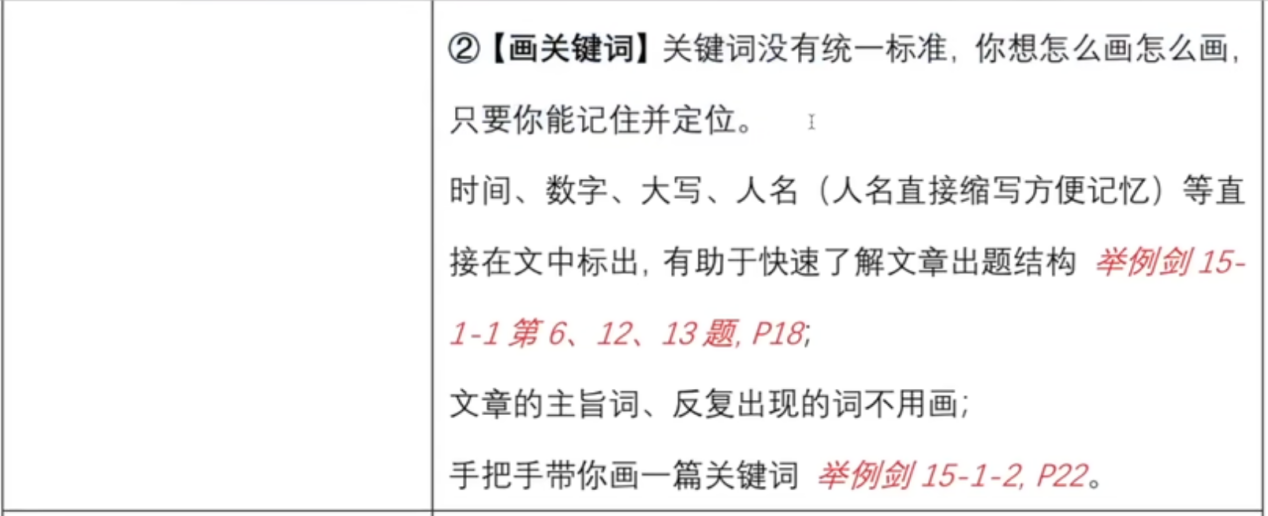 ②【画关键词】关键词没有统一标准，你想怎么画怎么画，
只要你能记住并定位。
时间、数字、大写、人名（人名直接缩写方便记忆）等直
接在文中标出，有助于快速了解文章出题结构 举例剑 15-
1-1 第 6、12、13 题, P18;
文章的主旨词、反复出现的词不用画；
手把手带你画一篇关键词 举例剑 15-1-2, P22。